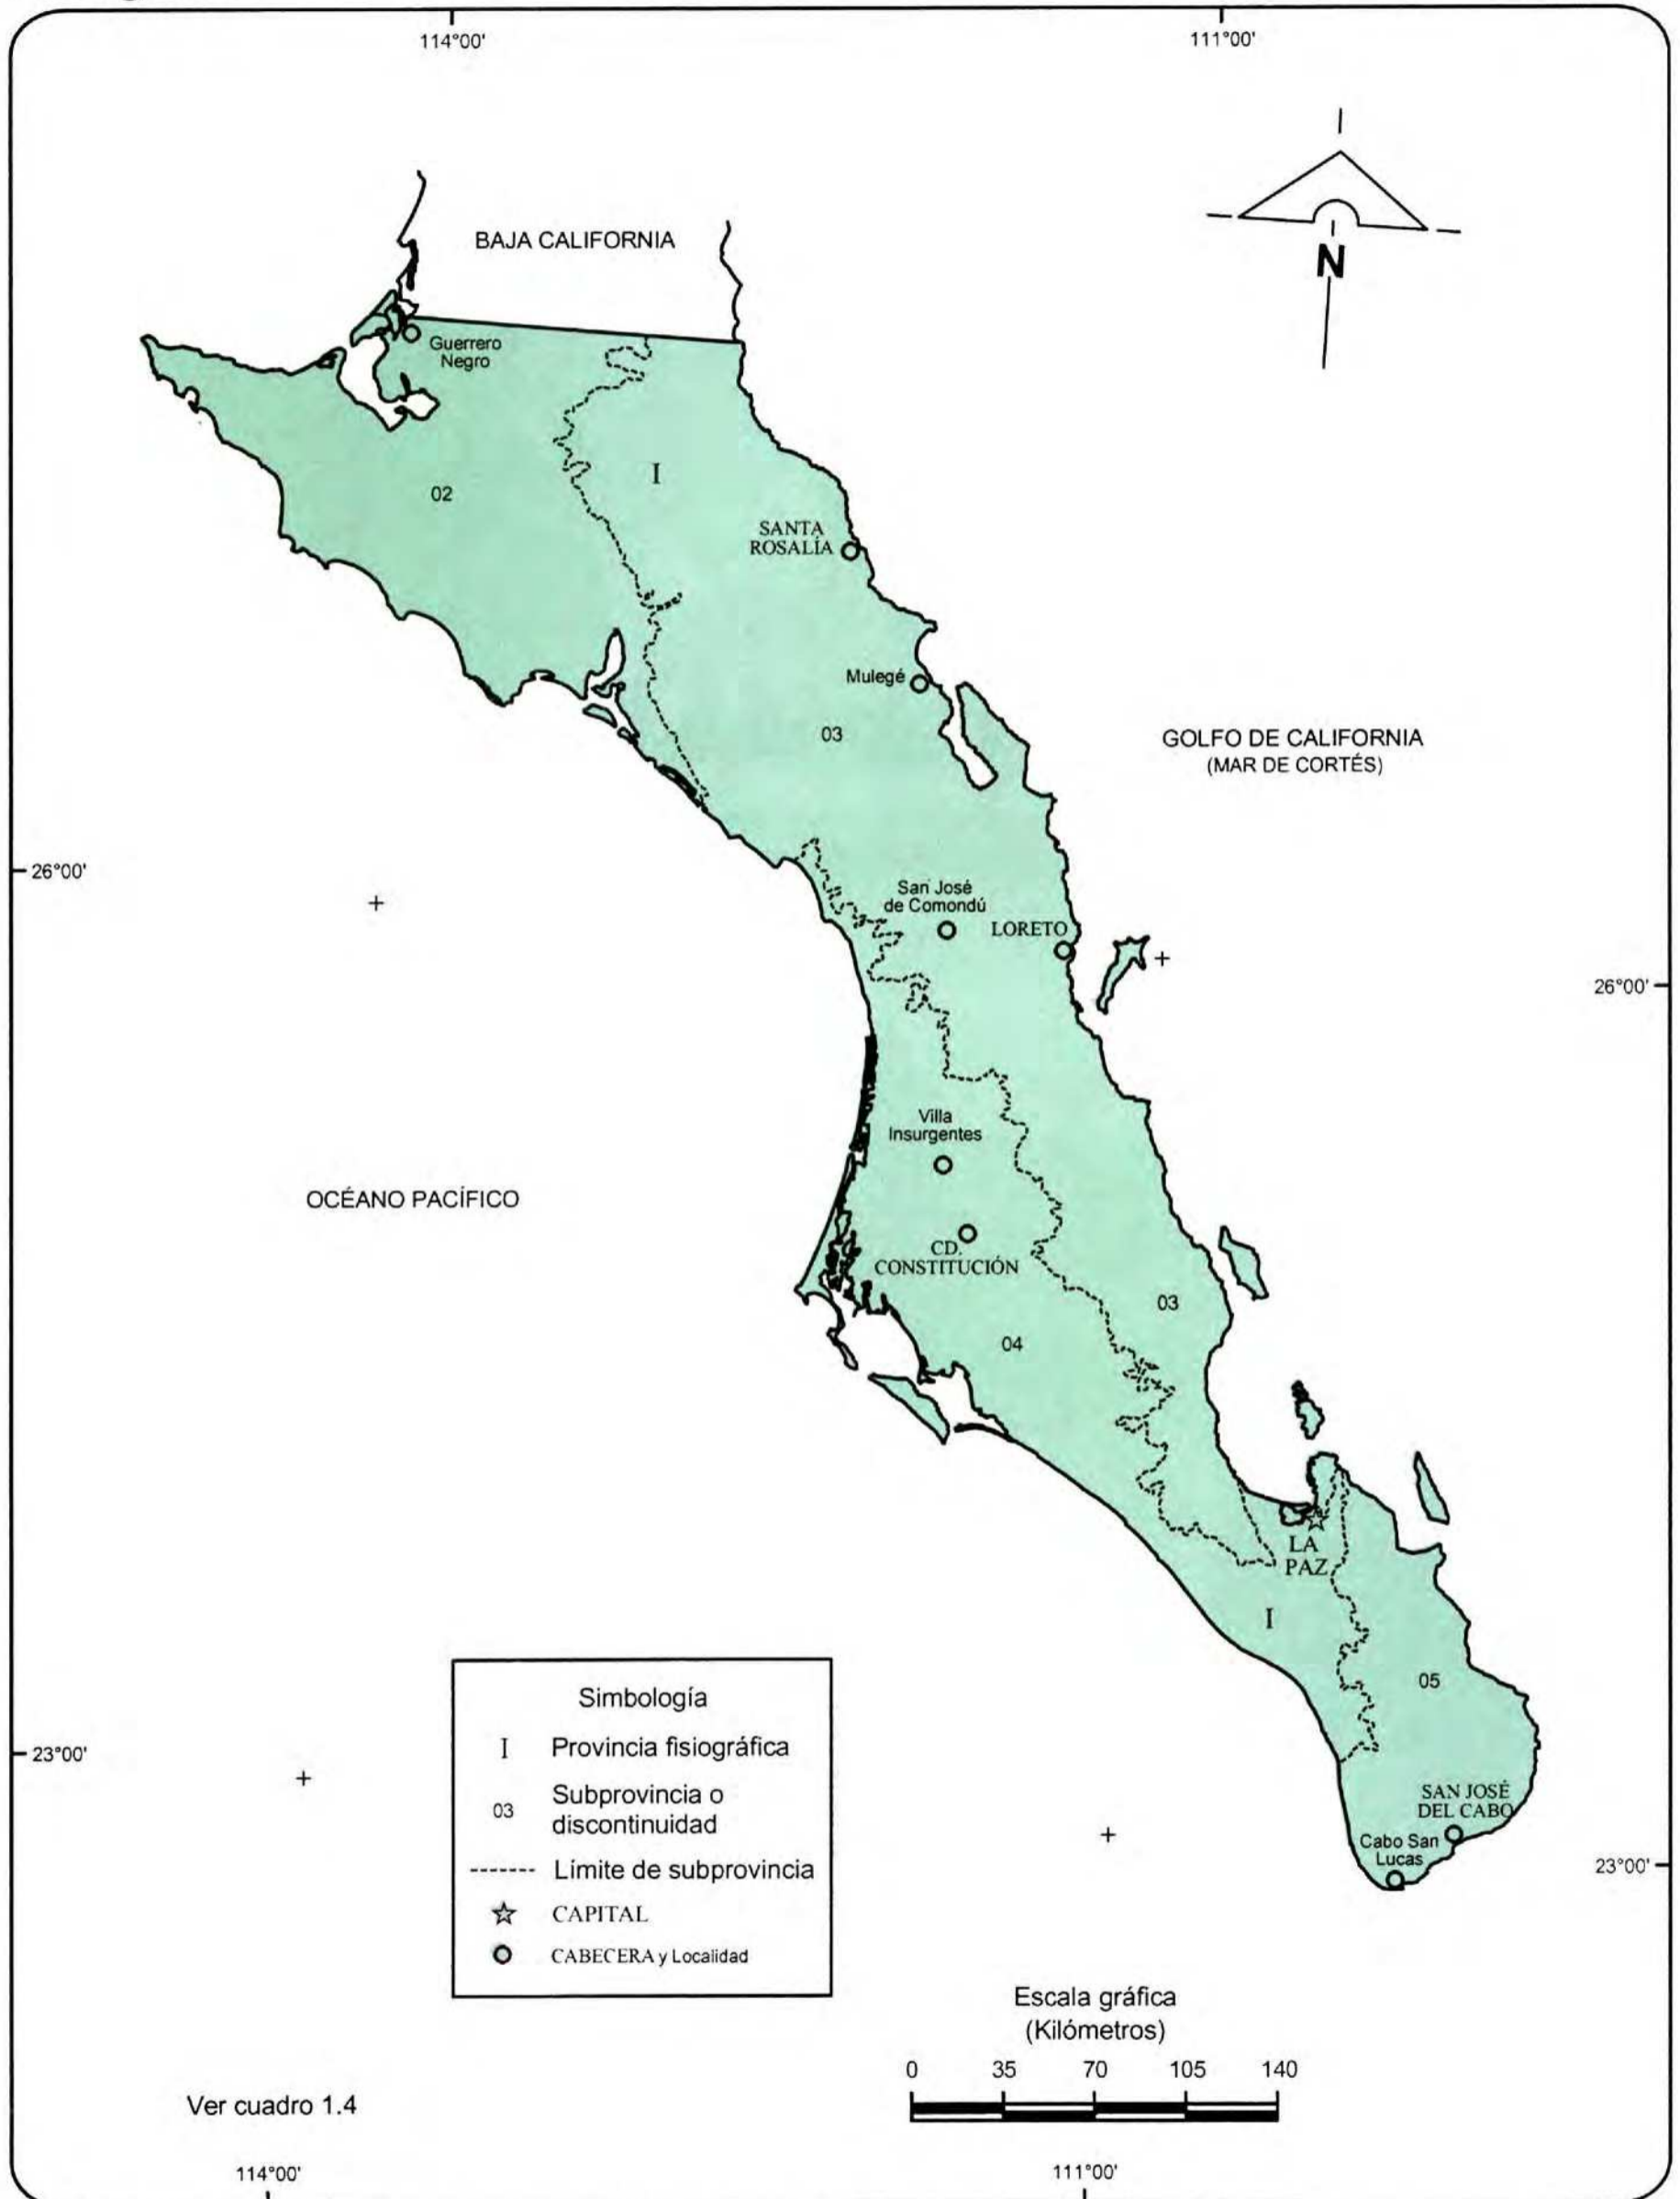 114°00'
111°00'
BAJA CALIFORNIA
N
Guerrero
Negro
I
02
SANTA
ROSALÍA
Mulegé
03
GOLFO DE CALIFORNIA
(MAR DE CORTÉS)
26°00'
San José
de Comondú
LORETO
26°00'
Villa
Insurgentes
OCÉANO PACÍFICO
CD.
CONSTITUCIÓN
03
04
LA
PAZ
I
05
Simbología
I Provincia fisiográfica
03 Subprovincia o
discontinuidad
Límite de subprovincia
CAPITAL
CABECERA y Localidad
23°00'
SAN JOSÉ
DEL CABO
Cabo San
Lucas
23°00'
Escala gráfica
(Kilómetros)
0 35 70 105 140
Ver cuadro 1.4
114°00'
111°00'